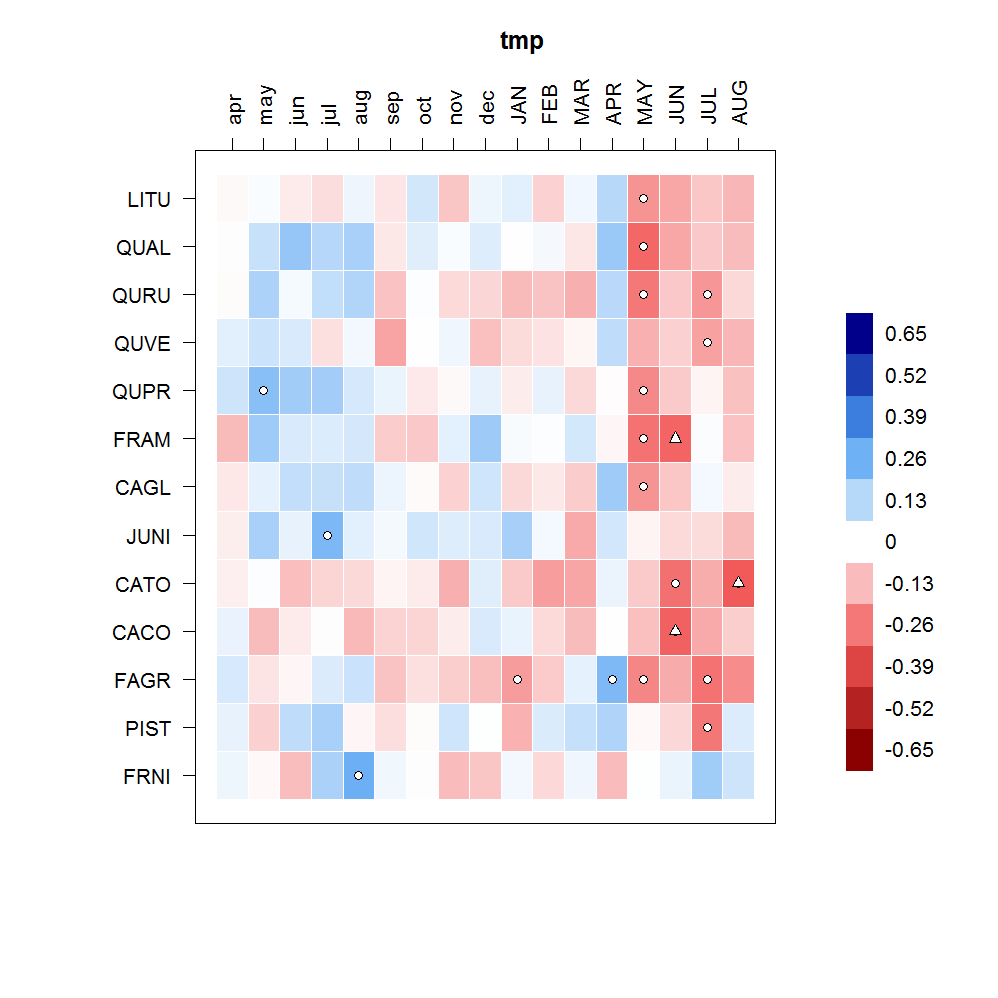 tmp
apr may jun jul aug sep oct nov dec JAN FEB MAR APR MAY JUN JUL AUG
LITU
QUAL
QURU
QUVE
QUPR
FRAM
CAGL
JUNI
CATO
CACO
FAGR
PIST
FRNI
0.65
0.52
0.39
0.26
0.13
0
-0.13
-0.26
-0.39
-0.52
-0.65